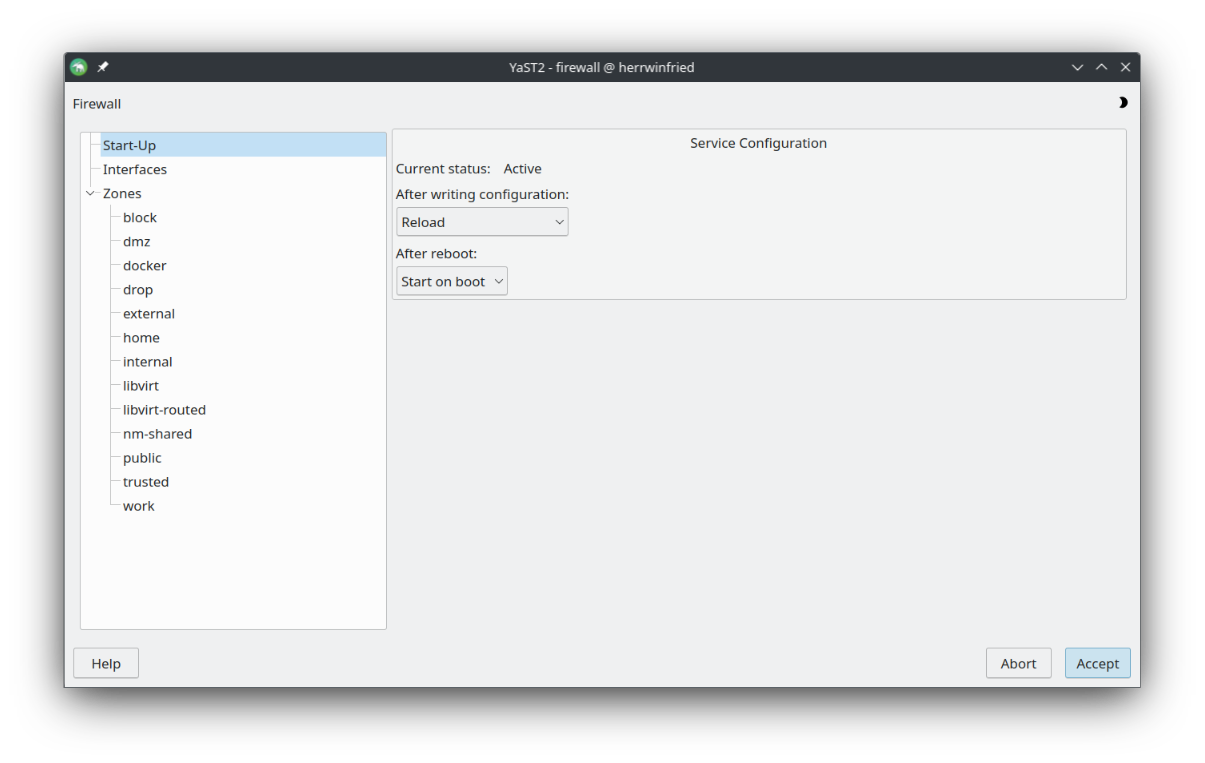 YaST2 - firewall @ herrwinfried
Firewall
Start-Up
Interfaces
Zones
block
dmz
docker
drop
external
home
internal
libvirt
libvirt-routed
nm-shared
public
trusted
work
Service Configuration
Current status: Active
After writing configuration:
Reload
After reboot:
Start on boot
Help
Abort
Accept